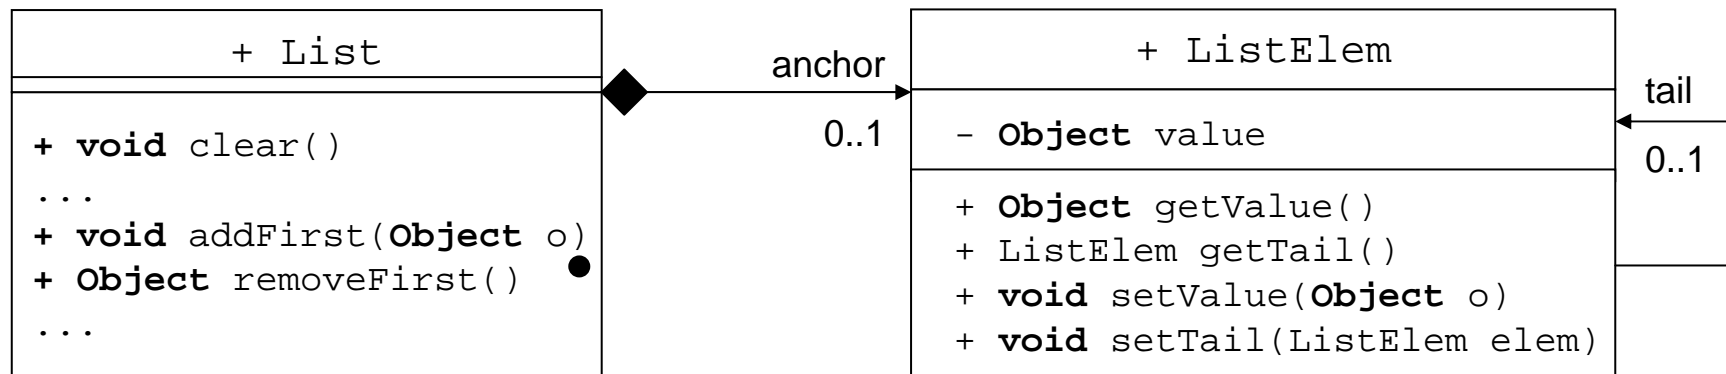 + List
+ void clear()
...
+ void addFirst(Object o)
+ Object removeFirst()
...
anchor
0..1
+ ListElem
- Object value
+ Object getValue()
+ ListElem getTail()
+ void setValue(Object o)
+ void setTail(ListElem elem)
tail
0..1